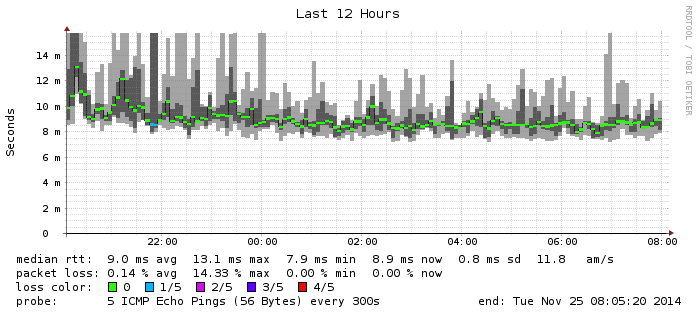 Last 12 Hours
RRDTOOL / TOBI OETIKER
Seconds
14 m
12 m
10 m
8 m
6 m
4 m
2 m
0
22:00 00:00 02:00 04:00 06:00 08:00
median rtt: 9.0 ms avg 13.1 ms max 7.9 ms min 8.9 ms now 0.8 ms sd 11.8 am/s
packet loss: 0.14 % avg 14.33 % max 0.00 % min 0.00 % now
loss color: 0 1/5 2/5 3/5 4/5
probe: 5 ICMP Echo Pings (56 Bytes) every 300s end: Tue Nov 25 08:05:20 2014